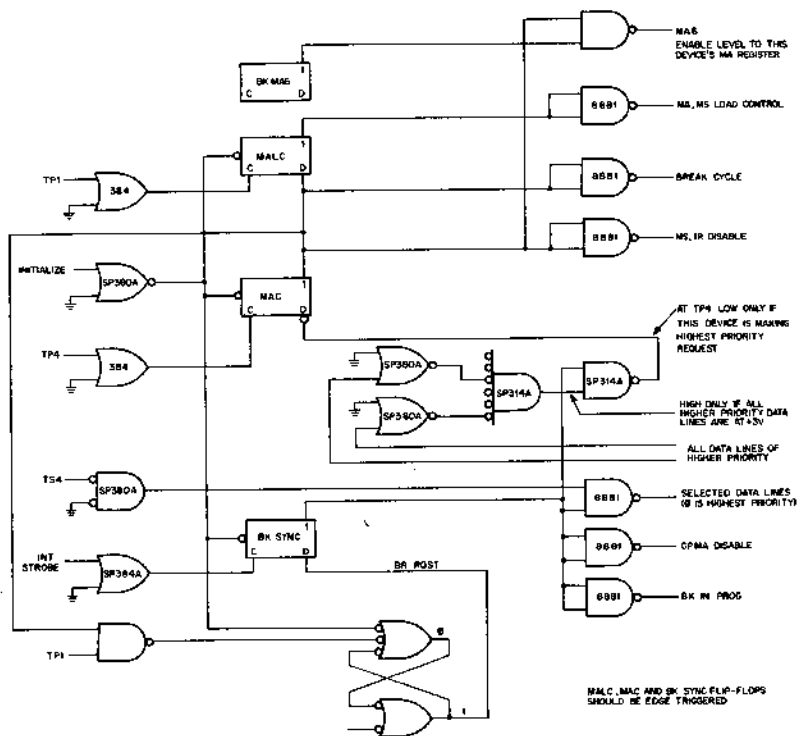 MA6
ENABLE LEVEL TO THIS
DEVICE'S MA REGISTER
1
BK MA6
C D
8881
MA, MS LOAD CONTROL
1
MALC
C D
TP1
384
8881
BREAK CYCLE
8881
MS, IR DISABLE
INITIALIZE
SP380A
1
MAC
C D
AT TP4 LOW ONLY IF
THIS DEVICE IS MAKING
HIGHEST PRIORITY
REQUEST
TP4
384
SP380A
SP314A
SP314A
SP380A
HIGH ONLY IF ALL
HIGHER PRIORITY DATA
LINES ARE AT +3V
ALL DATA LINES OF
HIGHER PRIORITY
TS4
SP380A
8881
SELECTED DATA LINES
(0 IS HIGHEST PRIORITY)
1
BK SYNC
C D
8881
CPMA DISABLE
INT
STROBE
SP384A
BR RQST
8881
BK IN PROG
TP1
0
1
MALC, MAC AND BK SYNC FLIP-FLOPS
SHOULD BE EDGE TRIGGERED